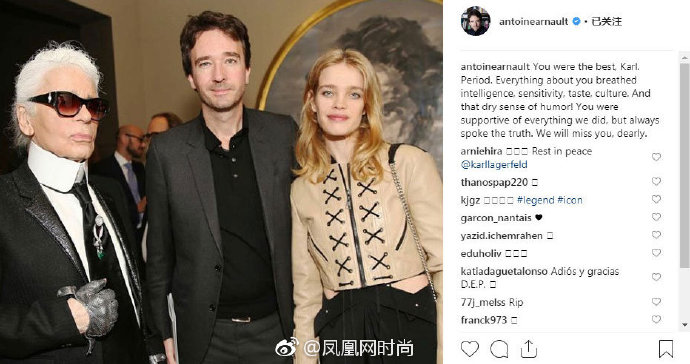 antoinearnault • 已关注
antoinearnault You were the best, Karl.
Period. Everything about you breathed
intelligence, sensitivity, taste, culture. And
that dry sense of humor! You were
supportive of everything we did, but always
spoke the truth. We will miss you, dearly.
arniehira Rest in peace
@karllagerfeld
thanospap220
kjgz #legend #icon
garcon_nantais
yazid.ichemrahen
eduholiv
katladaguetalonso Adiós y gracias
D.E.P.
77j_melss Rip
franck973
@凤凰网时尚